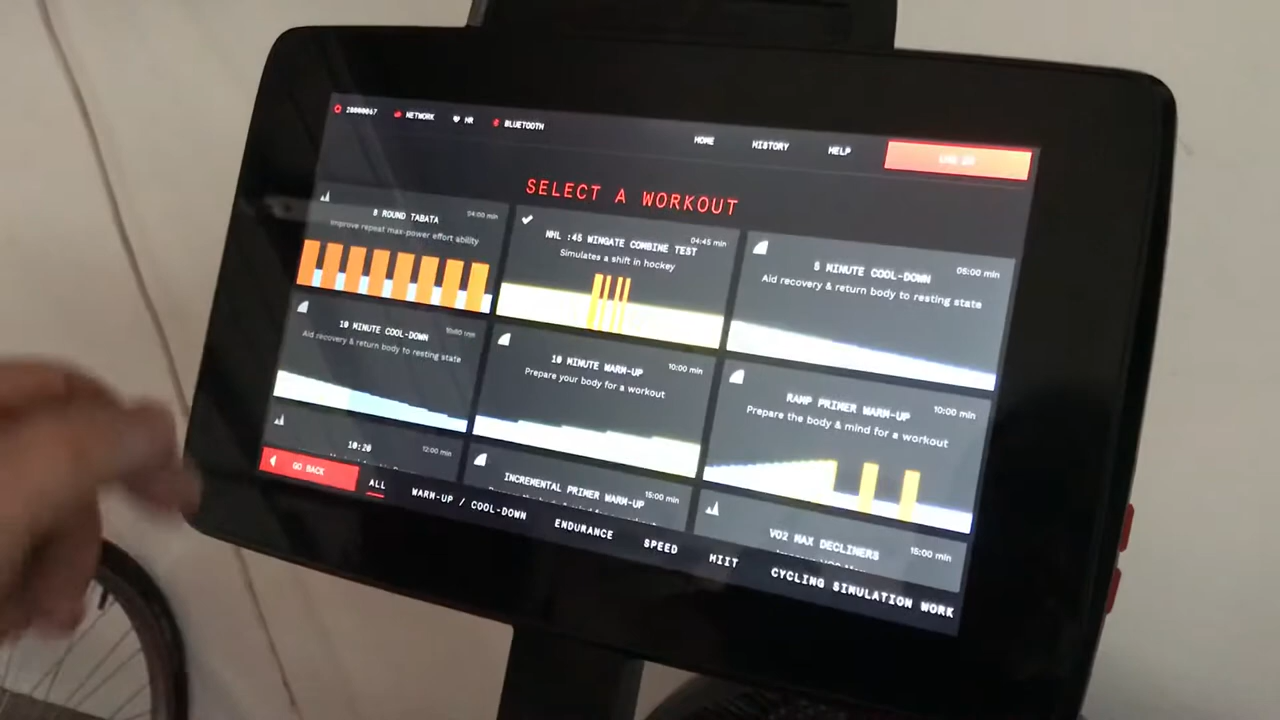 28000047 NETWORK HR BLUETOOTH
HOME HISTORY HELP LOG IN
SELECT A WORKOUT
8 ROUND TABATA 04:00 min
Improve repeat max-power effort ability
NHL :45 WINGATE COMBINE TEST 04:45 min
Simulates a shift in hockey
5 MINUTE COOL-DOWN 05:00 min
Aid recovery & return body to resting state
10 MINUTE COOL-DOWN 10:00 min
Aid recovery & return body to resting state
10 MINUTE WARM-UP 10:00 min
Prepare your body for a workout
RAMP PRIMER WARM-UP 10:00 min
Prepare the body & mind for a workout
10:20 12:00 min
INCREMENTAL PRIMER WARM-UP 15:00 min
VO2 MAX DECLINERS 15:00 min
GO BACK
ALL WARM-UP / COOL-DOWN ENDURANCE SPEED HIIT CYCLING SIMULATION WORK